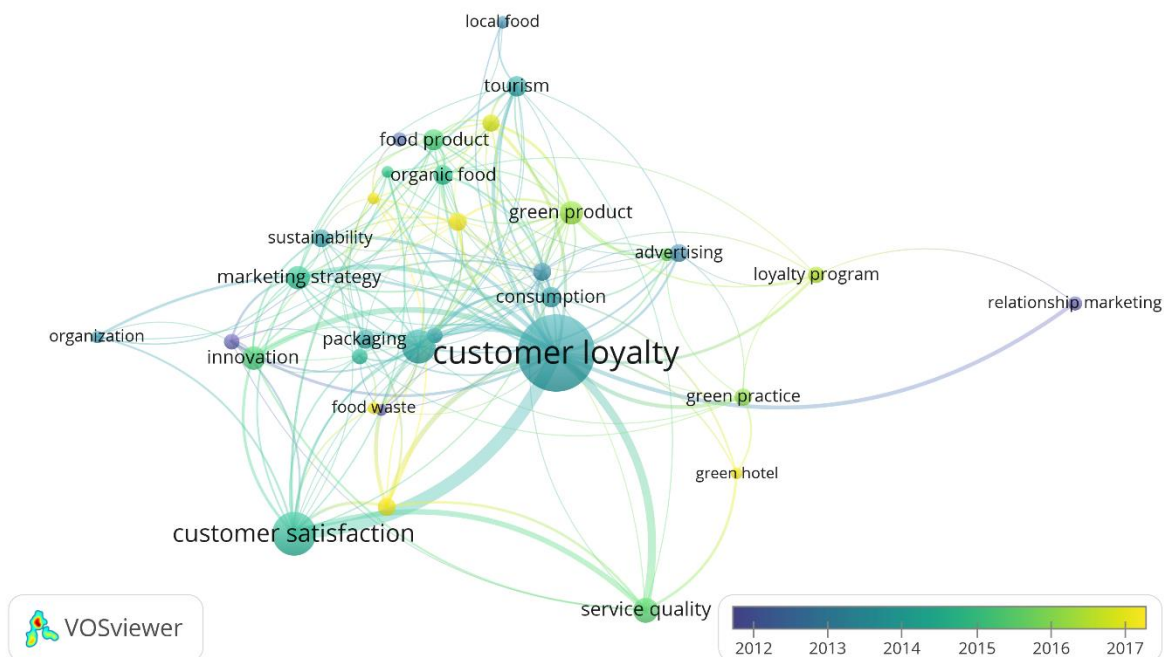 local food
tourism
food product
organic food
green product
sustainability
advertising
marketing strategy
loyalty program
consumption
relationship marketing
organization
packaging
customer loyalty
innovation
green practice
food waste
green hotel
customer satisfaction
service quality
VOSviewer
2012 2013 2014 2015 2016 2017